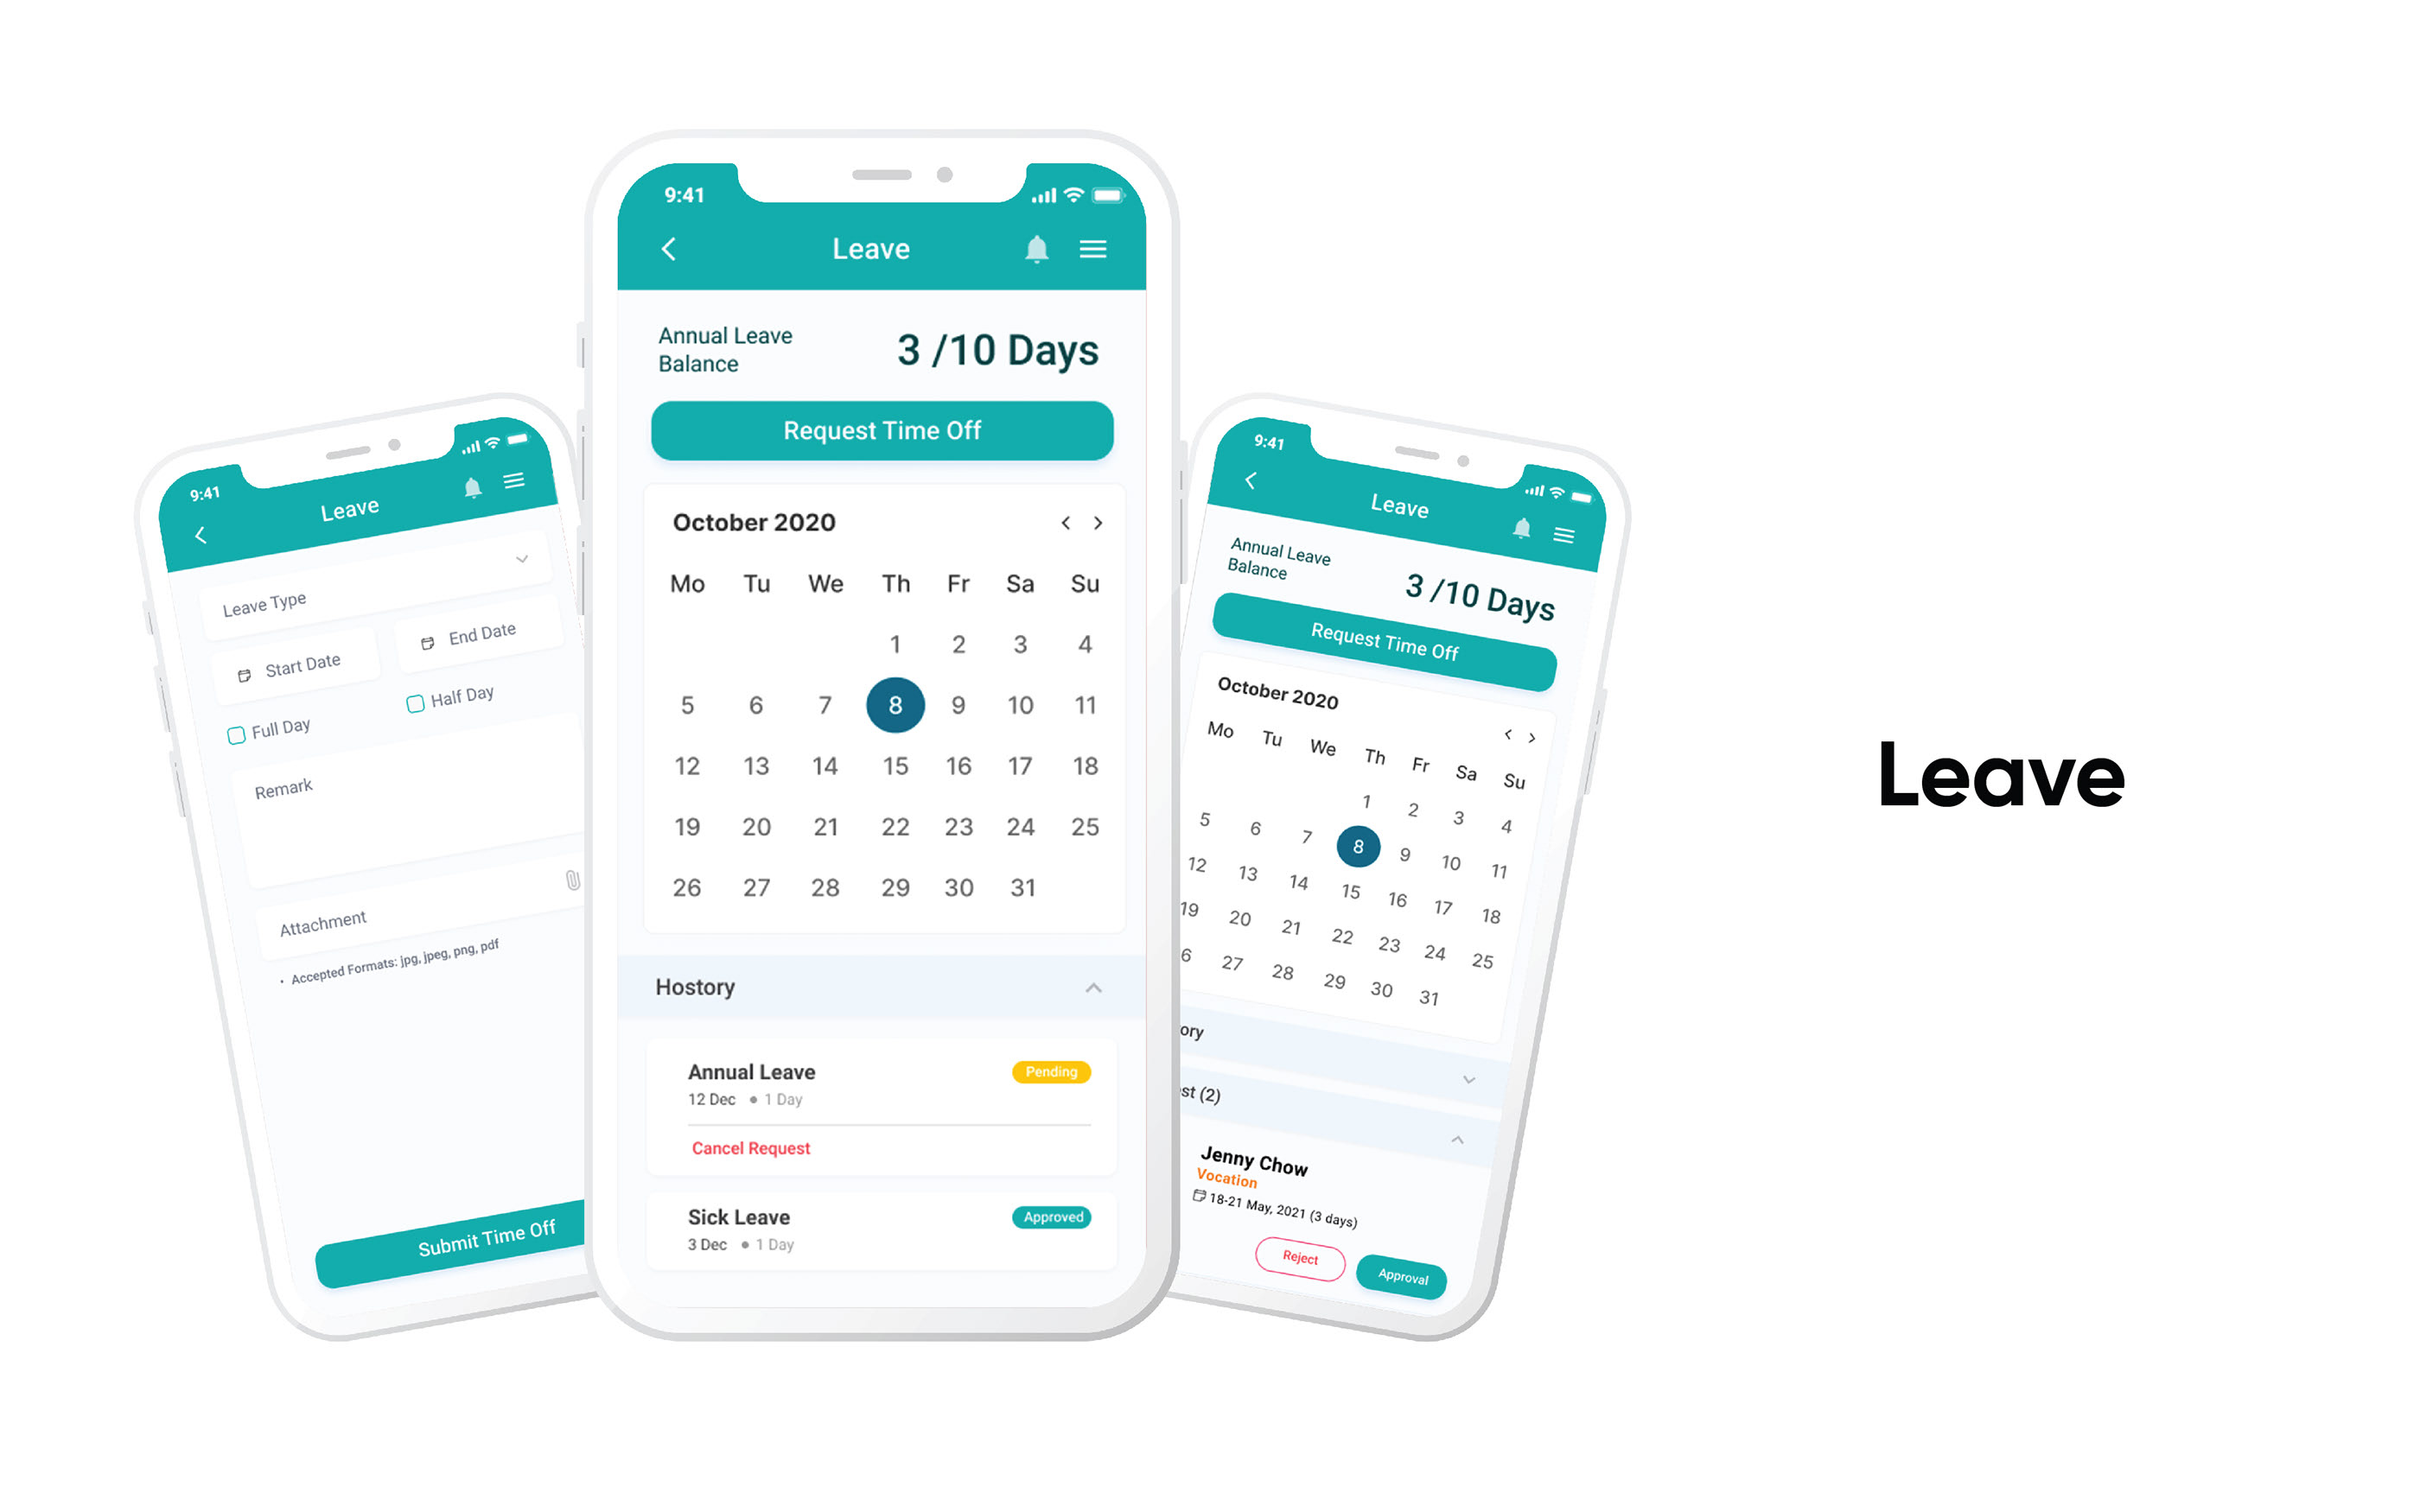 9:41
Leave
Leave Type
Start Date
End Date
Full Day
Half Day
Remark
Attachment
• Accepted Formats: jpg, jpeg, png, pdf
Submit Time Off
9:41
Leave
Annual Leave
Balance
3 /10 Days
Request Time Off
October 2020
Mo Tu We Th Fr Sa Su
1 2 3 4
5 6 7 8 9 10 11
12 13 14 15 16 17 18
19 20 21 22 23 24 25
26 27 28 29 30 31
Hostory
Annual Leave
Pending
12 Dec • 1 Day
Cancel Request
Sick Leave
Approved
3 Dec • 1 Day
9:41
Leave
Annual Leave
Balance
3 /10 Days
Request Time Off
October 2020
Mo Tu We Th Fr Sa Su
1 2 3 4
5 6 7 8 9 10 11
12 13 14 15 16 17 18
19 20 21 22 23 24 25
6 27 28 29 30 31
ory
st (2)
Jenny Chow
Vocation
18-21 May, 2021 (3 days)
Reject
Approval
Leave